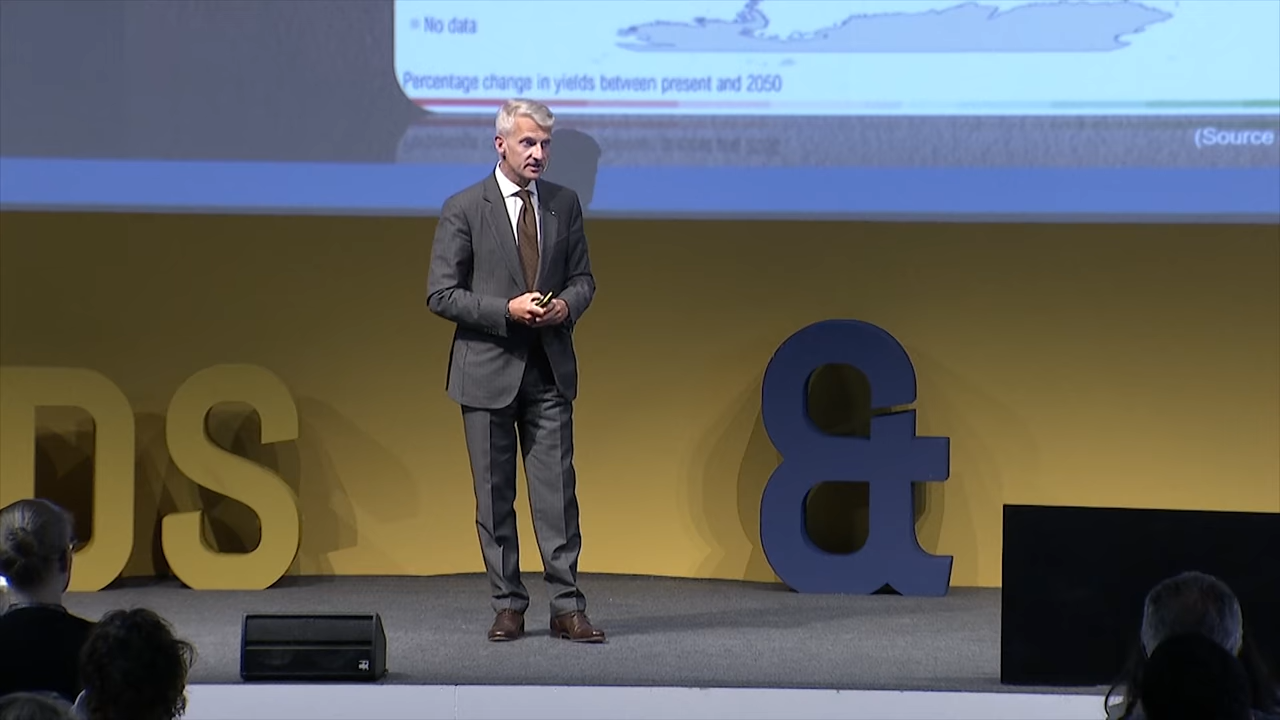 No data
Percentage change in yields between present and 2050
(Source
DS &